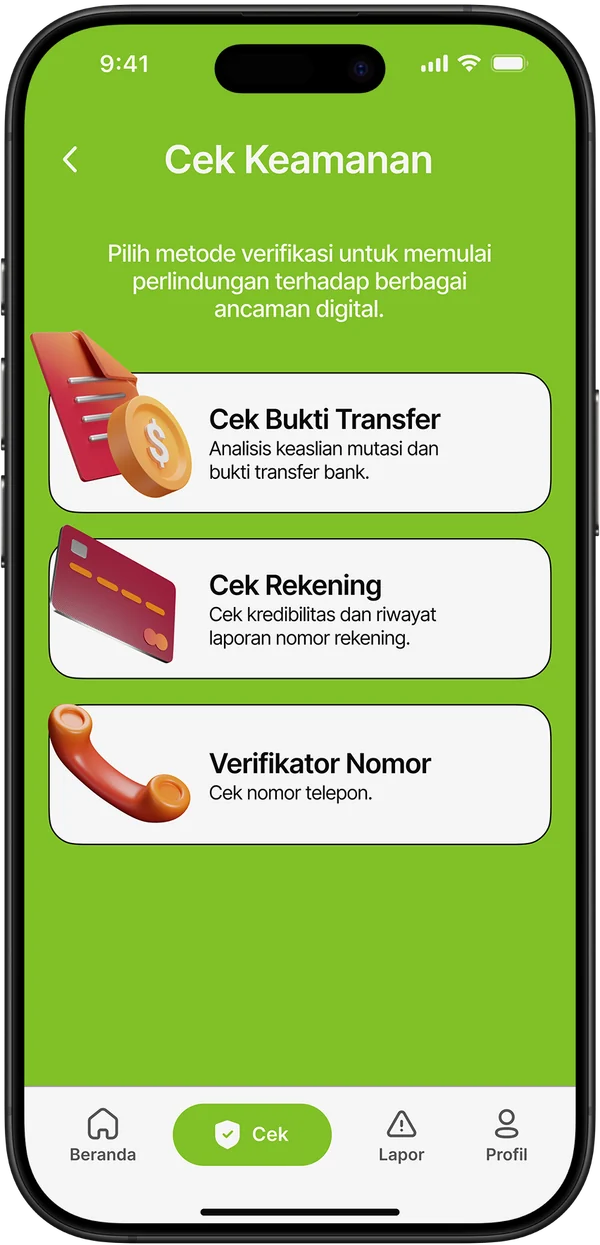 9:41
Cek Keamanan
Pilih metode verifikasi untuk memulai
perlindungan terhadap berbagai
ancaman digital.
$
Cek Bukti Transfer
Analisis keaslian mutasi dan
bukti transfer bank.
Cek Rekening
Cek kredibilitas dan riwayat
laporan nomor rekening.
Verifikator Nomor
Cek nomor telepon.
Beranda
Cek
Lapor
Profil